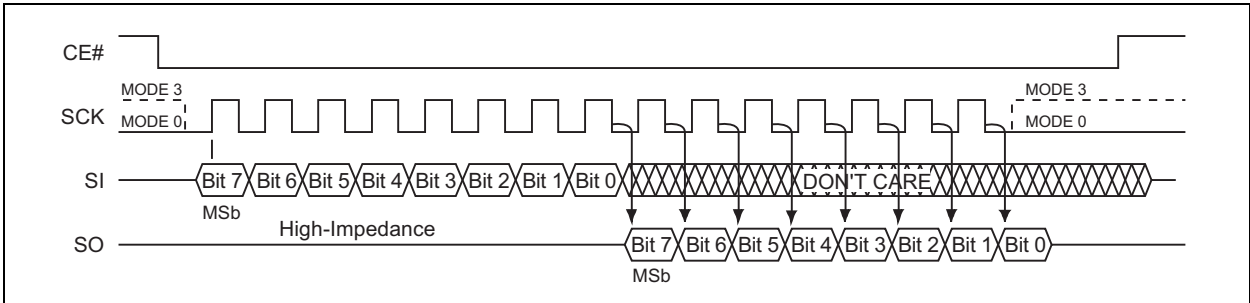 CE#
MODE 3 MODE 3
SCK MODE 0 MODE 0
SI Bit 7 Bit 6 Bit 5 Bit 4 Bit 3 Bit 2 Bit 1 Bit 0 DON'T CARE
MSb
High-Impedance
SO Bit 7 Bit 6 Bit 5 Bit 4 Bit 3 Bit 2 Bit 1 Bit 0
MSb